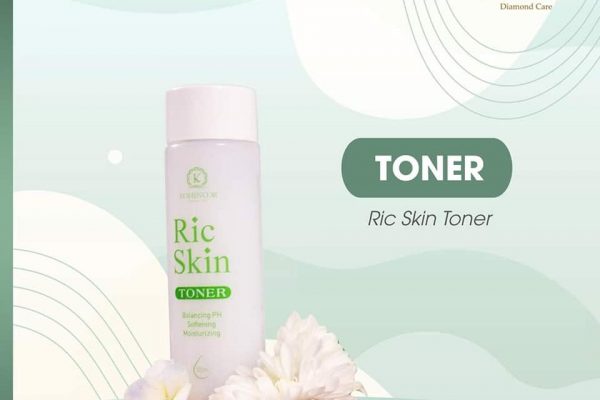 Diamond Care
TONER
Ric Skin Toner
K
Ric
Skin
TONER
Balancing PH
Softening
Moisturizing